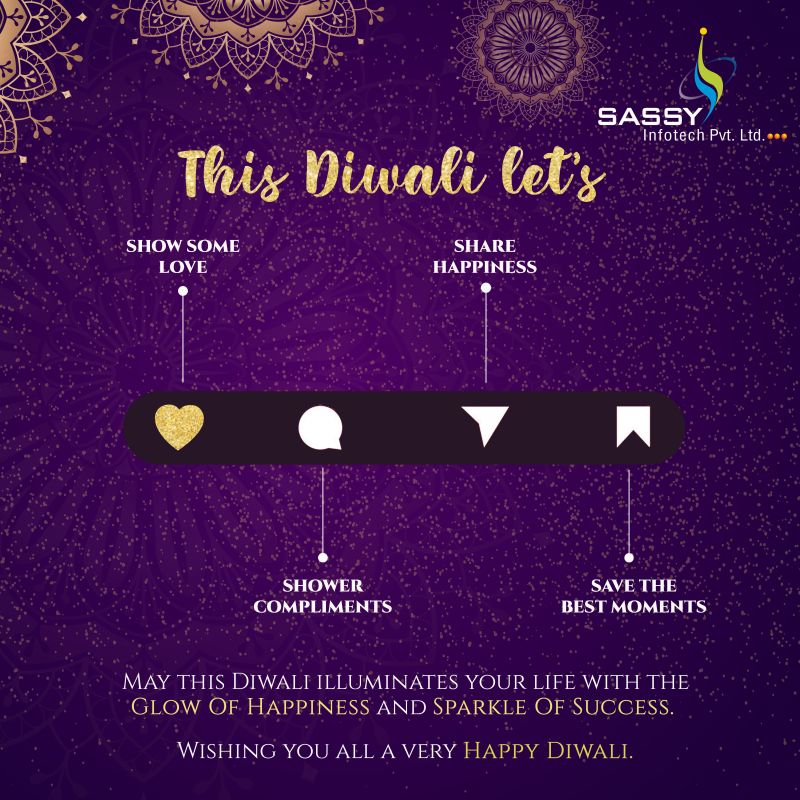 SASSY
Infotech Pvt. Ltd.
This Diwali let's
SHOW SOME
LOVE
SHARE
HAPPINESS
SHOWER
COMPLIMENTS
SAVE THE
BEST MOMENTS
May this Diwali illuminates your life with the
Glow Of Happiness and Sparkle Of Success.
Wishing you all a very Happy Diwali.